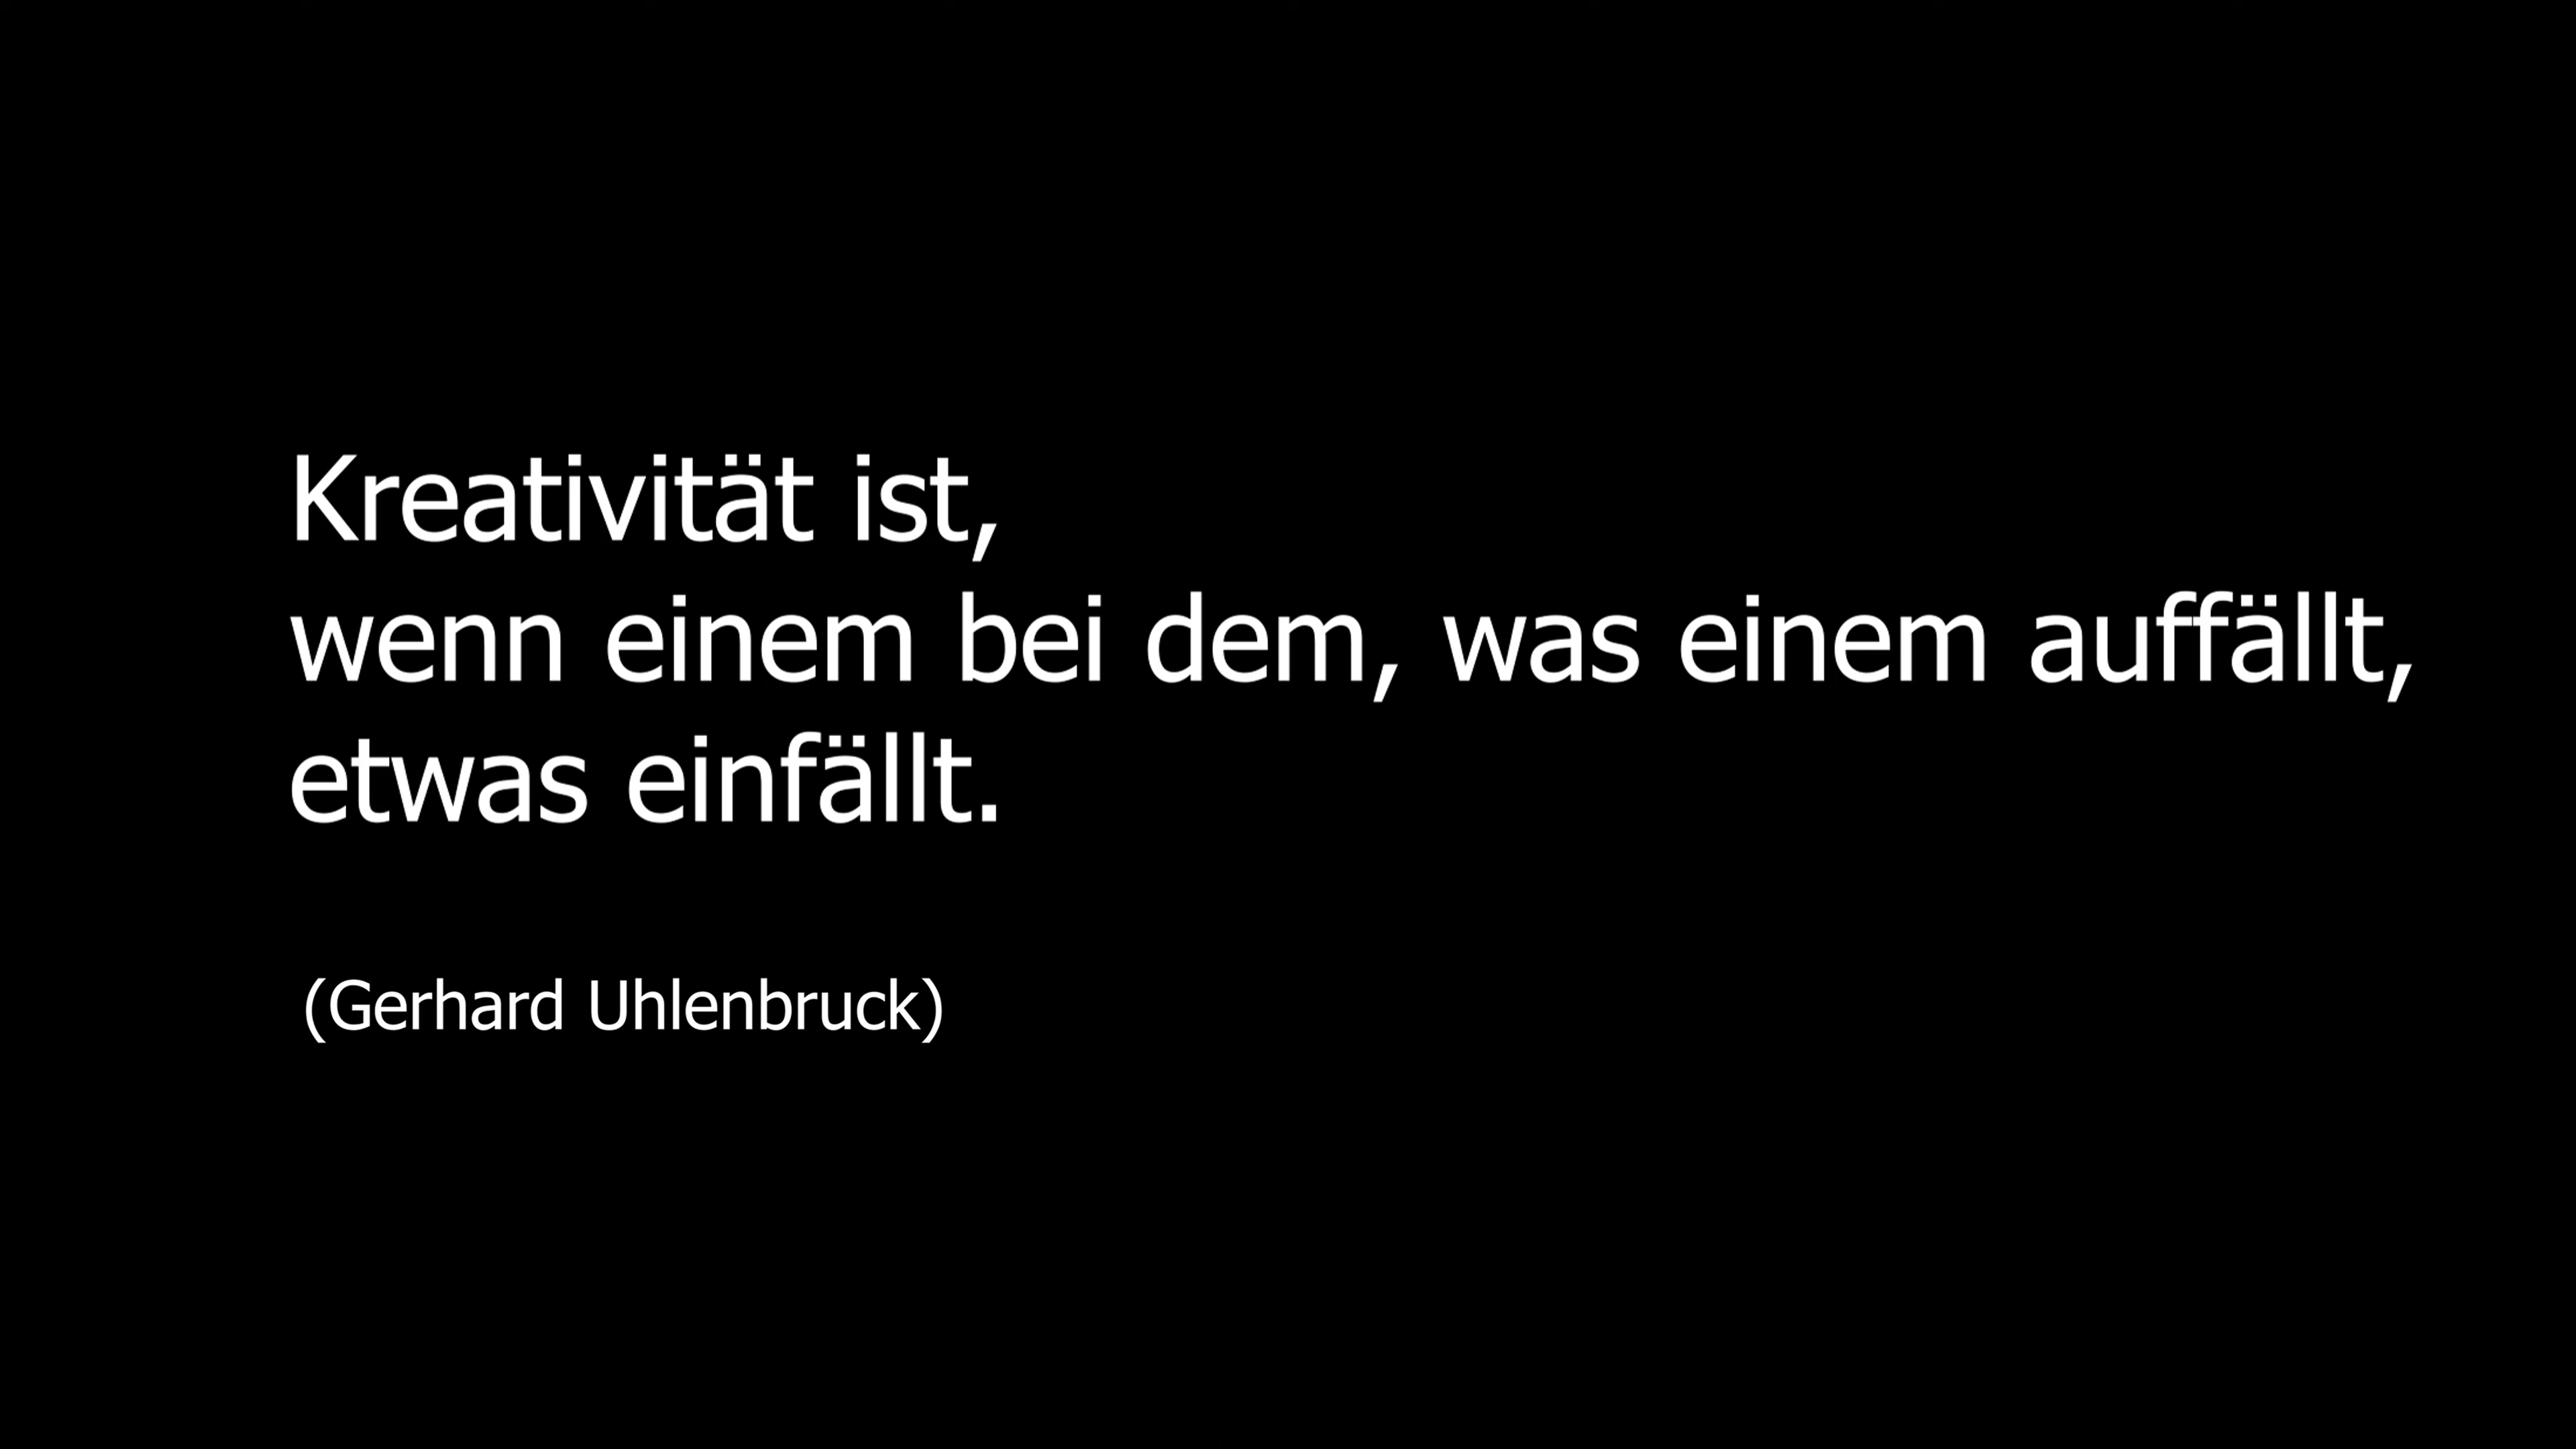 Kreativität ist,
wenn einem bei dem, was einem auffällt,
etwas einfällt.
(Gerhard Uhlenbruck)